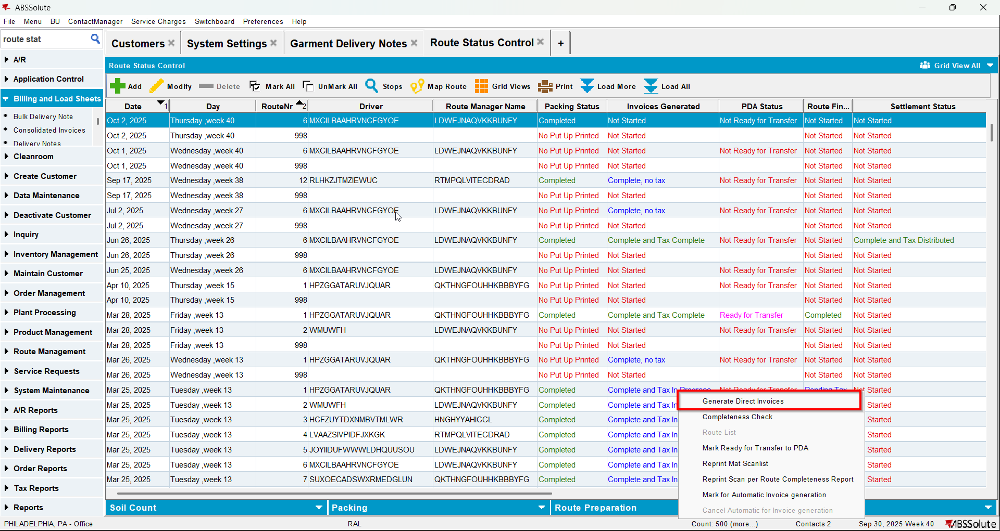 ABSSolute
File Menu BU ContactManager Service Charges Switchboard Preferences Help
route stat
Customers System Settings Garment Delivery Notes Route Status Control +
A/R
Application Control
Billing and Load Sheets
Bulk Delivery Note
Consolidated Invoices
Delivery Notes
Cleanroom
Create Customer
Data Maintenance
Deactivate Customer
Inquiry
Inventory Management
Maintain Customer
Order Management
Plant Processing
Product Management
Route Management
Service Requests
System Maintenance
A/R Reports
Billing Reports
Delivery Reports
Order Reports
Tax Reports
Reports
Route Status Control Grid View All
Add Modify Delete Mark All UnMark All Stops Map Route Grid Views Print Load More Load All
Date 1 Day RouteNr 2 Driver Route Manager Name Packing Status Invoices Generated PDA Status Route Fin... Settlement Status
Oct 2, 2025 Thursday ,week 40 6 MXCILBAAHRVNCFGYOE LDWEJNAQVKKBUNFY Completed Not Started Not Ready for Transfer Not Started Not Started
Oct 2, 2025 Thursday ,week 40 998 No Put Up Printed Not Started Not Started Not Started
Oct 1, 2025 Wednesday ,week 40 6 MXCILBAAHRVNCFGYOE LDWEJNAQVKKBUNFY No Put Up Printed Not Started Not Ready for Transfer Not Started Not Started
Oct 1, 2025 Wednesday ,week 40 998 No Put Up Printed Not Started Not Started Not Started
Sep 17, 2025 Wednesday ,week 38 12 RLHKZJTMZIEWUC RTMPQLVITECDRAD Completed Complete, no tax Not Ready for Transfer Not Started Not Started
Sep 17, 2025 Wednesday ,week 38 998 No Put Up Printed Not Started Not Started Not Started
Jul 2, 2025 Wednesday ,week 27 6 MXCILBAAHRVNCFGYOE LDWEJNAQVKKBUNFY No Put Up Printed Complete, no tax Not Ready for Transfer Not Started Not Started
Jul 2, 2025 Wednesday ,week 27 998 No Put Up Printed Not Started Not Started Not Started
Jun 26, 2025 Thursday ,week 26 6 MXCILBAAHRVNCFGYOE LDWEJNAQVKKBUNFY Completed Complete and Tax Complete Not Ready for Transfer Not Started Complete and Tax Distributed
Jun 26, 2025 Thursday ,week 26 998 No Put Up Printed Not Started Not Started Not Started
Jun 25, 2025 Wednesday ,week 26 6 MXCILBAAHRVNCFGYOE LDWEJNAQVKKBUNFY No Put Up Printed Not Started Not Ready for Transfer Not Started Not Started
Apr 10, 2025 Thursday ,week 15 1 HPZGGATARUVJQUAR QKTHNGFOUHHKBBBYFG No Put Up Printed Not Started Not Ready for Transfer Not Started Not Started
Apr 10, 2025 Thursday ,week 15 998 No Put Up Printed Not Started Not Started Not Started
Mar 28, 2025 Friday ,week 13 1 HPZGGATARUVJQUAR QKTHNGFOUHHKBBBYFG Completed Complete and Tax Complete Ready for Transfer Completed Not Started
Mar 28, 2025 Friday ,week 13 2 WMUWFH LDWEJNAQVKKBUNFY No Put Up Printed Not Started Not Ready for Transfer Not Started Not Started
Mar 28, 2025 Friday ,week 13 998 No Put Up Printed Not Started Not Started Not Started
Mar 26, 2025 Wednesday ,week 13 1 HPZGGATARUVJQUAR QKTHNGFOUHHKBBBYFG No Put Up Printed Complete, no tax Not Ready for Transfer Not Started Not Started
Mar 26, 2025 Wednesday ,week 13 998 No Put Up Printed Not Started Not Started Not Started
Mar 25, 2025 Tuesday ,week 13 1 HPZGGATARUVJQUAR QKTHNGFOUHHKBBBYFG Completed Complete and Tax In Progress Not Ready for Transfer Pending Tax Not Started
Mar 25, 2025 Tuesday ,week 13 2 WMUWFH LDWEJNAQVKKBUNFY Completed Complete and Tax In Started
Mar 25, 2025 Tuesday ,week 13 3 HCFZUYTDXNMBVTMLWR HNGHYYAHICCL Completed Complete and Tax In Started
Mar 25, 2025 Tuesday ,week 13 4 LVAAZSIVPIDFJXKGK RTMPQLVITECDRAD Completed Complete and Tax In Started
Mar 25, 2025 Tuesday ,week 13 5 JOYIIDUFWWWLDHQUUSOU LDWEJNAQVKKBUNFY Completed Complete and Tax In Started
Mar 25, 2025 Tuesday ,week 13 6 MXCILBAAHRVNCFGYOE LDWEJNAQVKKBUNFY Completed Complete and Tax In Started
Mar 25, 2025 Tuesday ,week 13 7 SUXOECADSWXRMEDGLUN QKTHNGFOUHHKBBBYFG Completed Complete and Tax In Started
Generate Direct Invoices
Completeness Check
Route List
Mark Ready for Transfer to PDA
Reprint Mat Scanlist
Reprint Scan per Route Completeness Report
Mark for Automatic Invoice generation
Cancel Automatic for Invoice generation
Soil Count Packing Route Preparation
PHILADELPHIA, PA - Office RAL Count: 500 (more...) Contacts 2 Sep 30, 2025 Week 40 ABSSolute